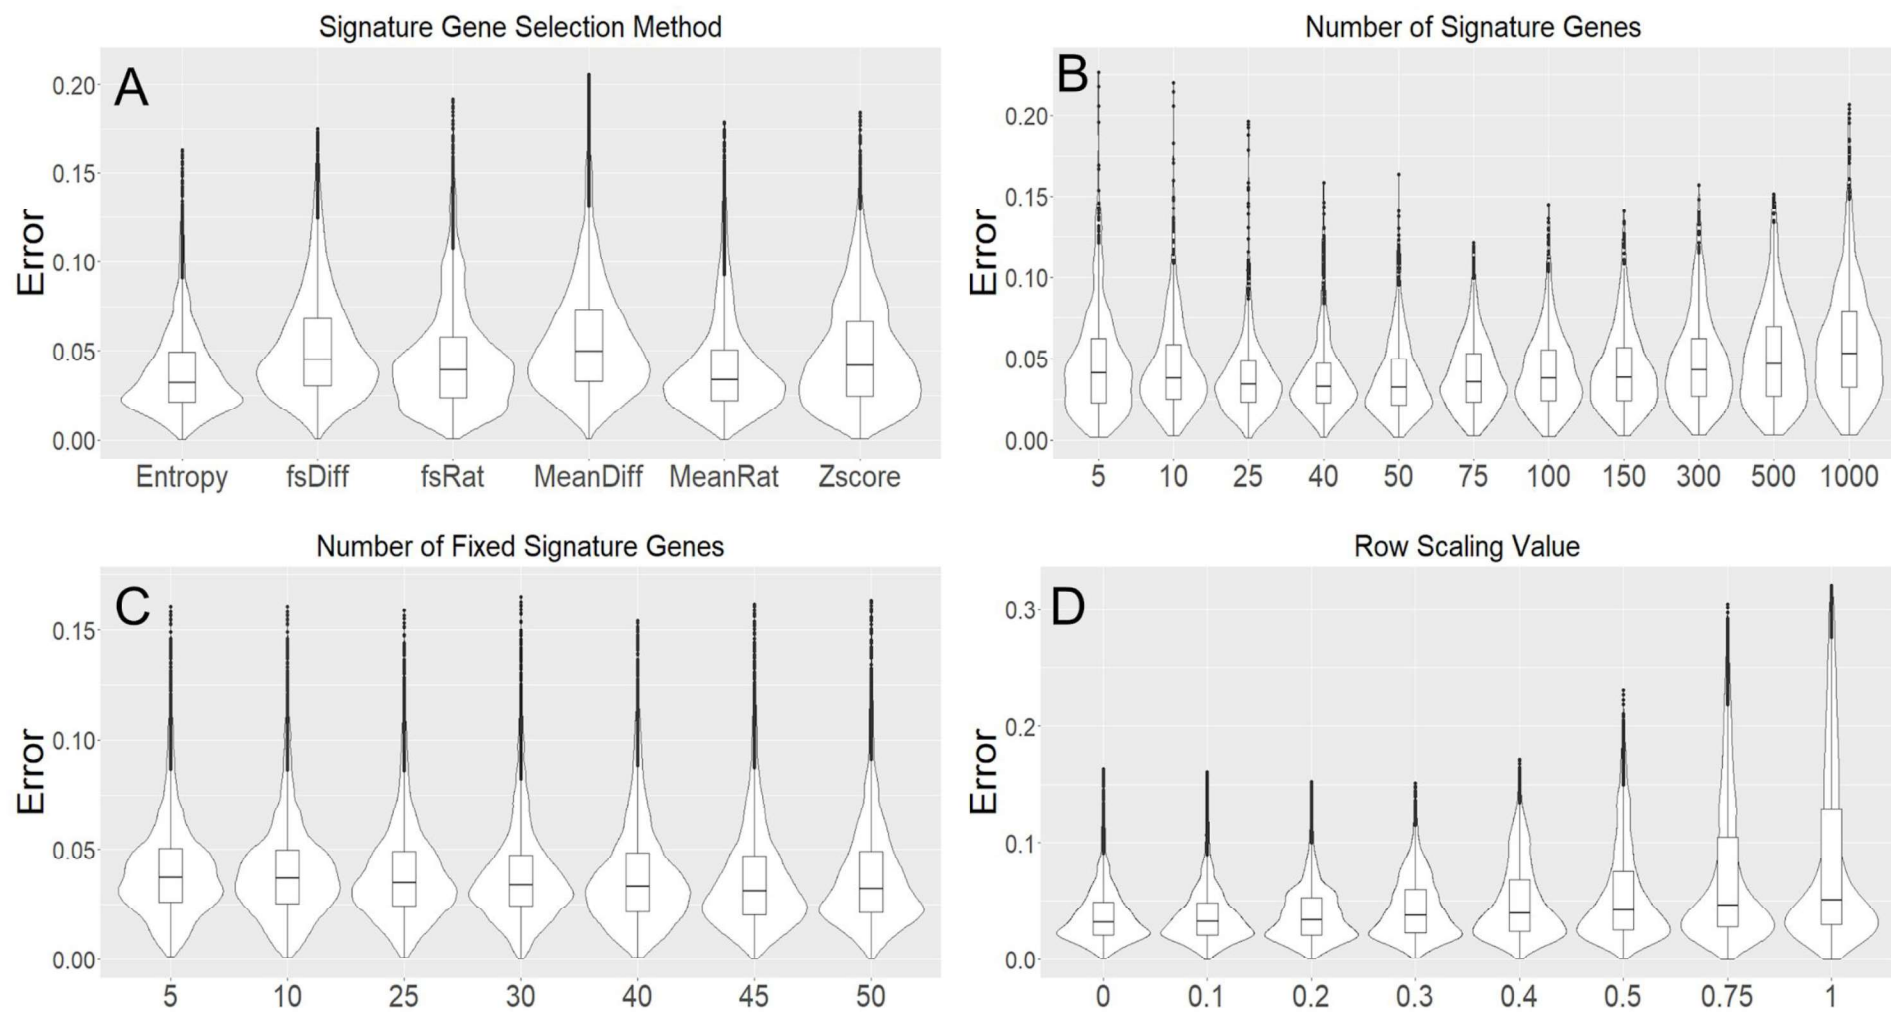 Signature Gene Selection Method
A
Error
0.20
0.15
0.10
0.05
0.00
Entropy fsDiff fsRat MeanDiff MeanRat Zscore
Number of Signature Genes
B
Error
0.20
0.15
0.10
0.05
0.00
5 10 25 40 50 75 100 150 300 500 1000
Number of Fixed Signature Genes
C
Error
0.15
0.10
0.05
0.00
5 10 25 30 40 45 50
Row Scaling Value
D
Error
0.3
0.2
0.1
0.0
0 0.1 0.2 0.3 0.4 0.5 0.75 1